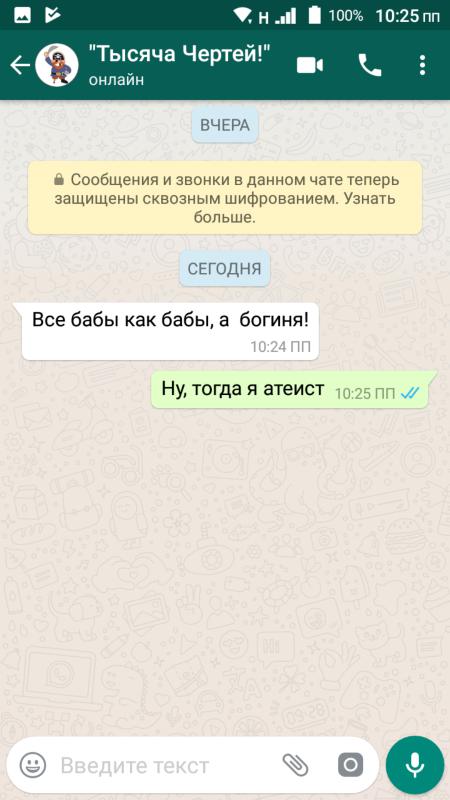 Н 100% 10:25 пп
"Тысяча Чертей!"
онлайн
ВЧЕРА
Сообщения и звонки в данном чате теперь
защищены сквозным шифрованием. Узнать
больше.
СЕГОДНЯ
Все бабы как бабы, а  богиня!
10:24 ПП
Ну, тогда я атеист 10:25 ПП
Введите текст